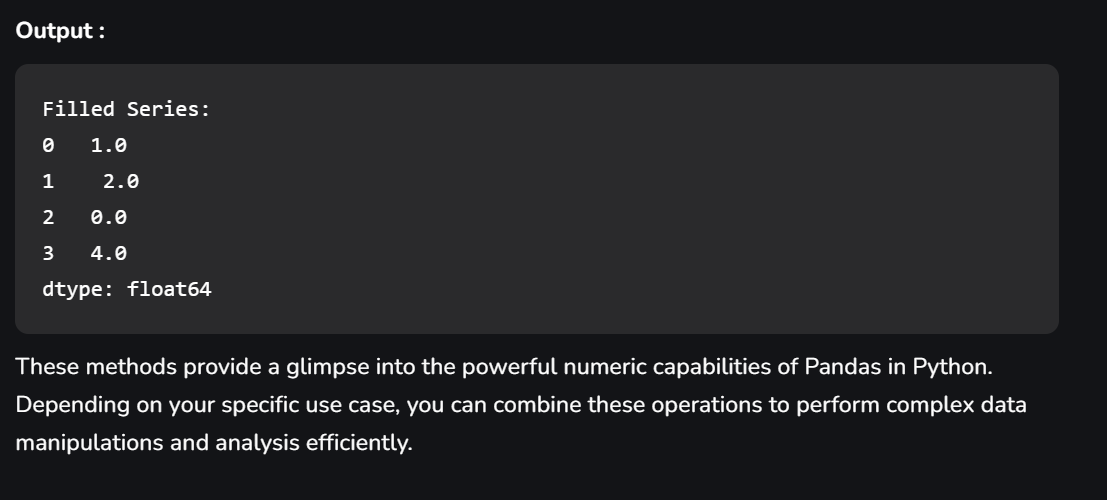 Output :
Filled Series:
0   1.0
1    2.0
2   0.0
3   4.0
dtype: float64
These methods provide a glimpse into the powerful numeric capabilities of Pandas in Python.
Depending on your specific use case, you can combine these operations to perform complex data
manipulations and analysis efficiently.